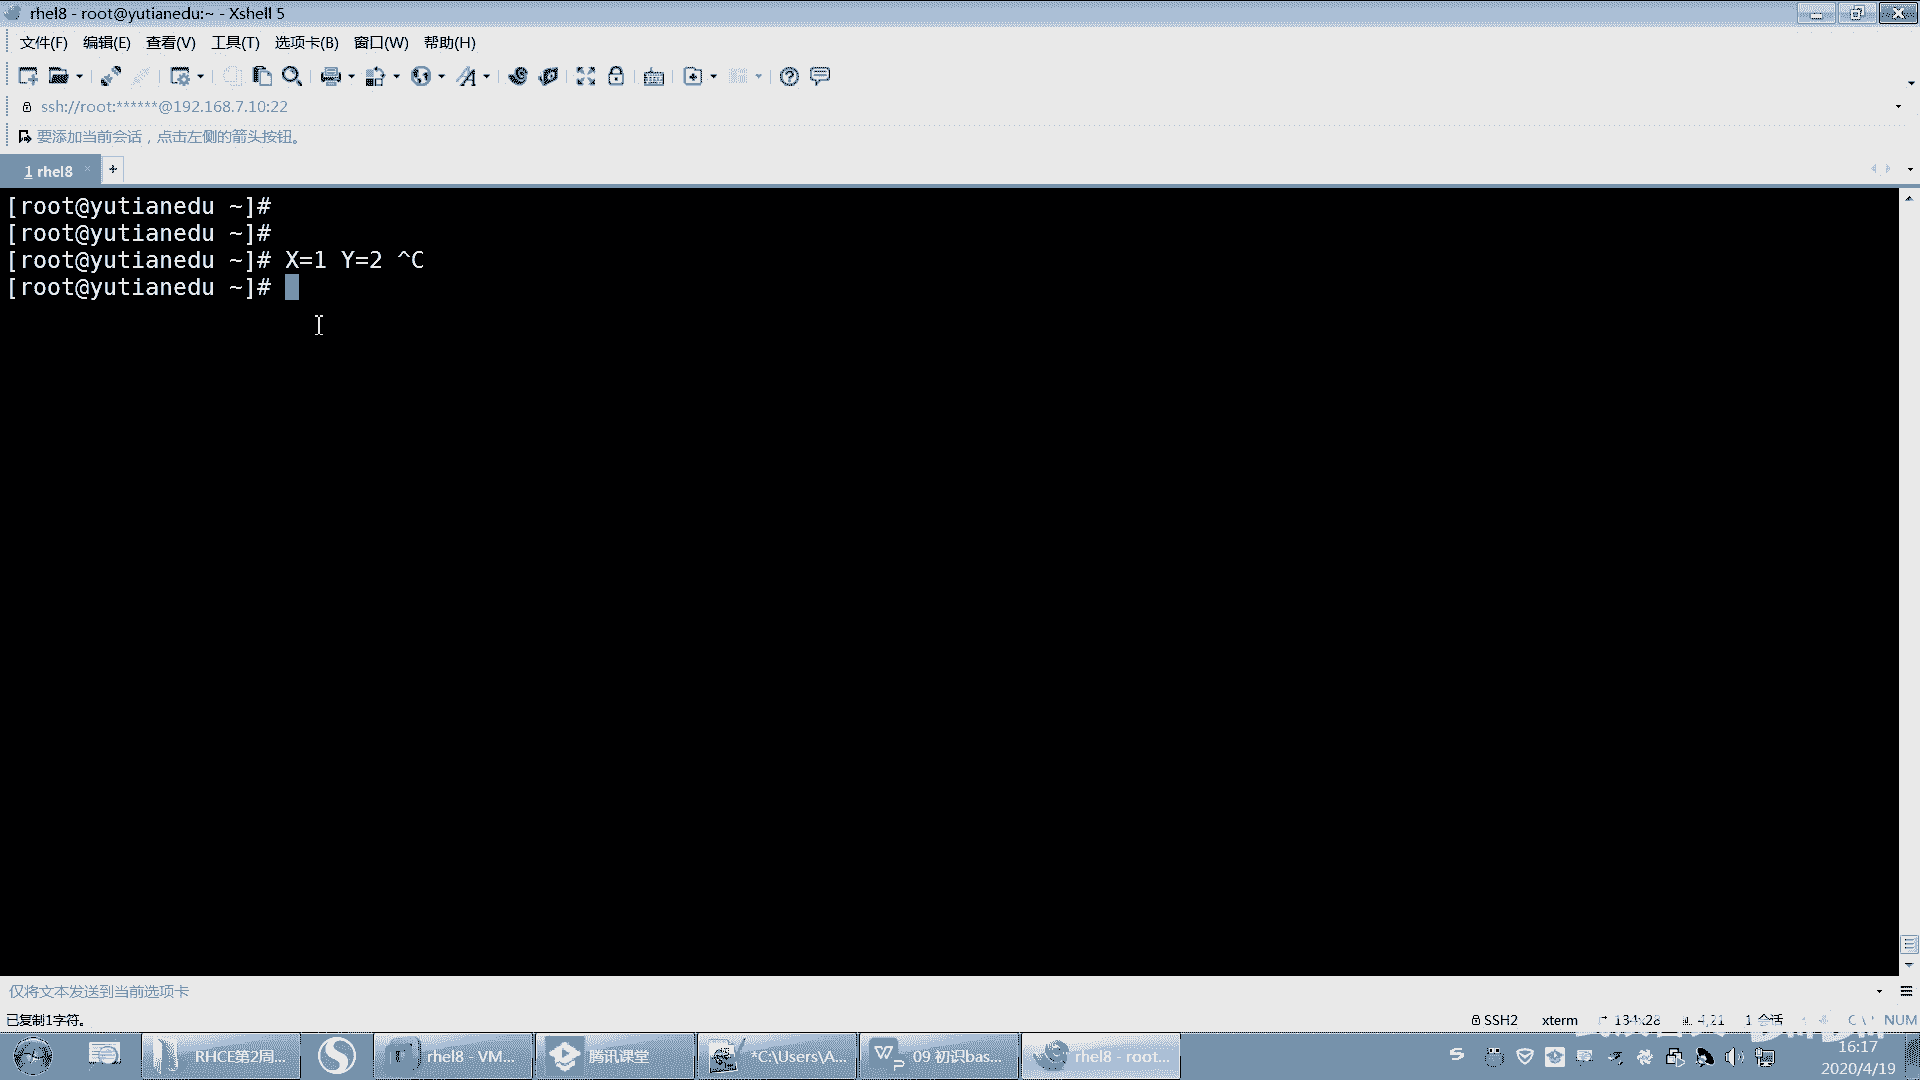 rhel8 - root@yutianedu:~ - Xshell 5
文件(F) 编辑(E) 查看(V) 工具(T) 选项卡(B) 窗口(W) 帮助(H)
ssh://root:******@192.168.7.10:22
要添加当前会话，点击左侧的箭头按钮。
1 rhel8
[root@yutianedu ~]#
[root@yutianedu ~]#
[root@yutianedu ~]# X=1 Y=2 ^C
[root@yutianedu ~]#
仅将文本发送到当前选项卡
已复制1字符。
SSH2 xterm 134x28 4,21 1 会话 NUM
RHCE第2周... rhel8 - VM... 腾讯课堂 *C:\Users\A... 09 初识bas... rhel8 - root...
16:17
2020/4/19